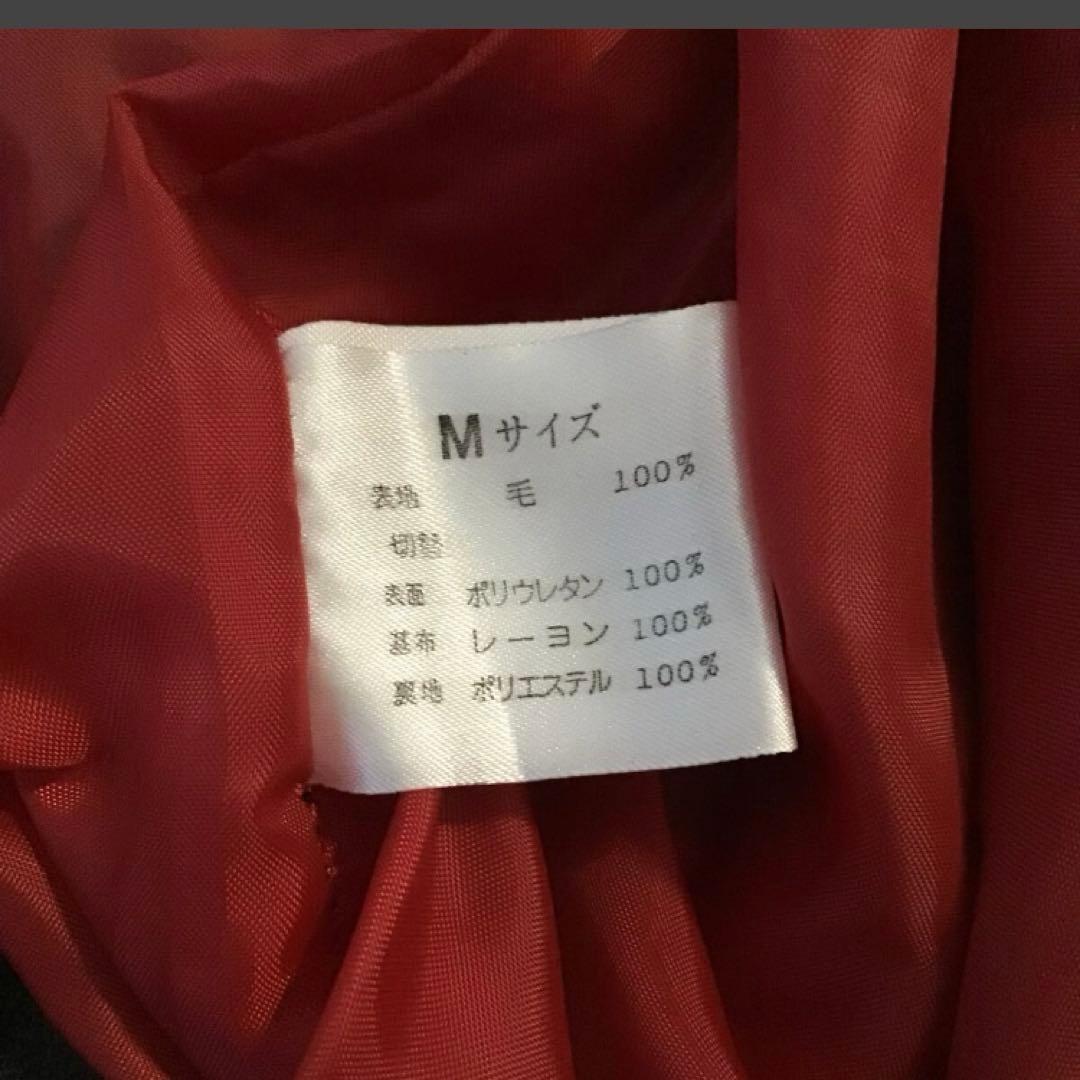 Mサイズ
表地 毛 100%
切替
表面 ポリウレタン 100%
基布 レーヨン 100%
裏地 ポリエステル 100%